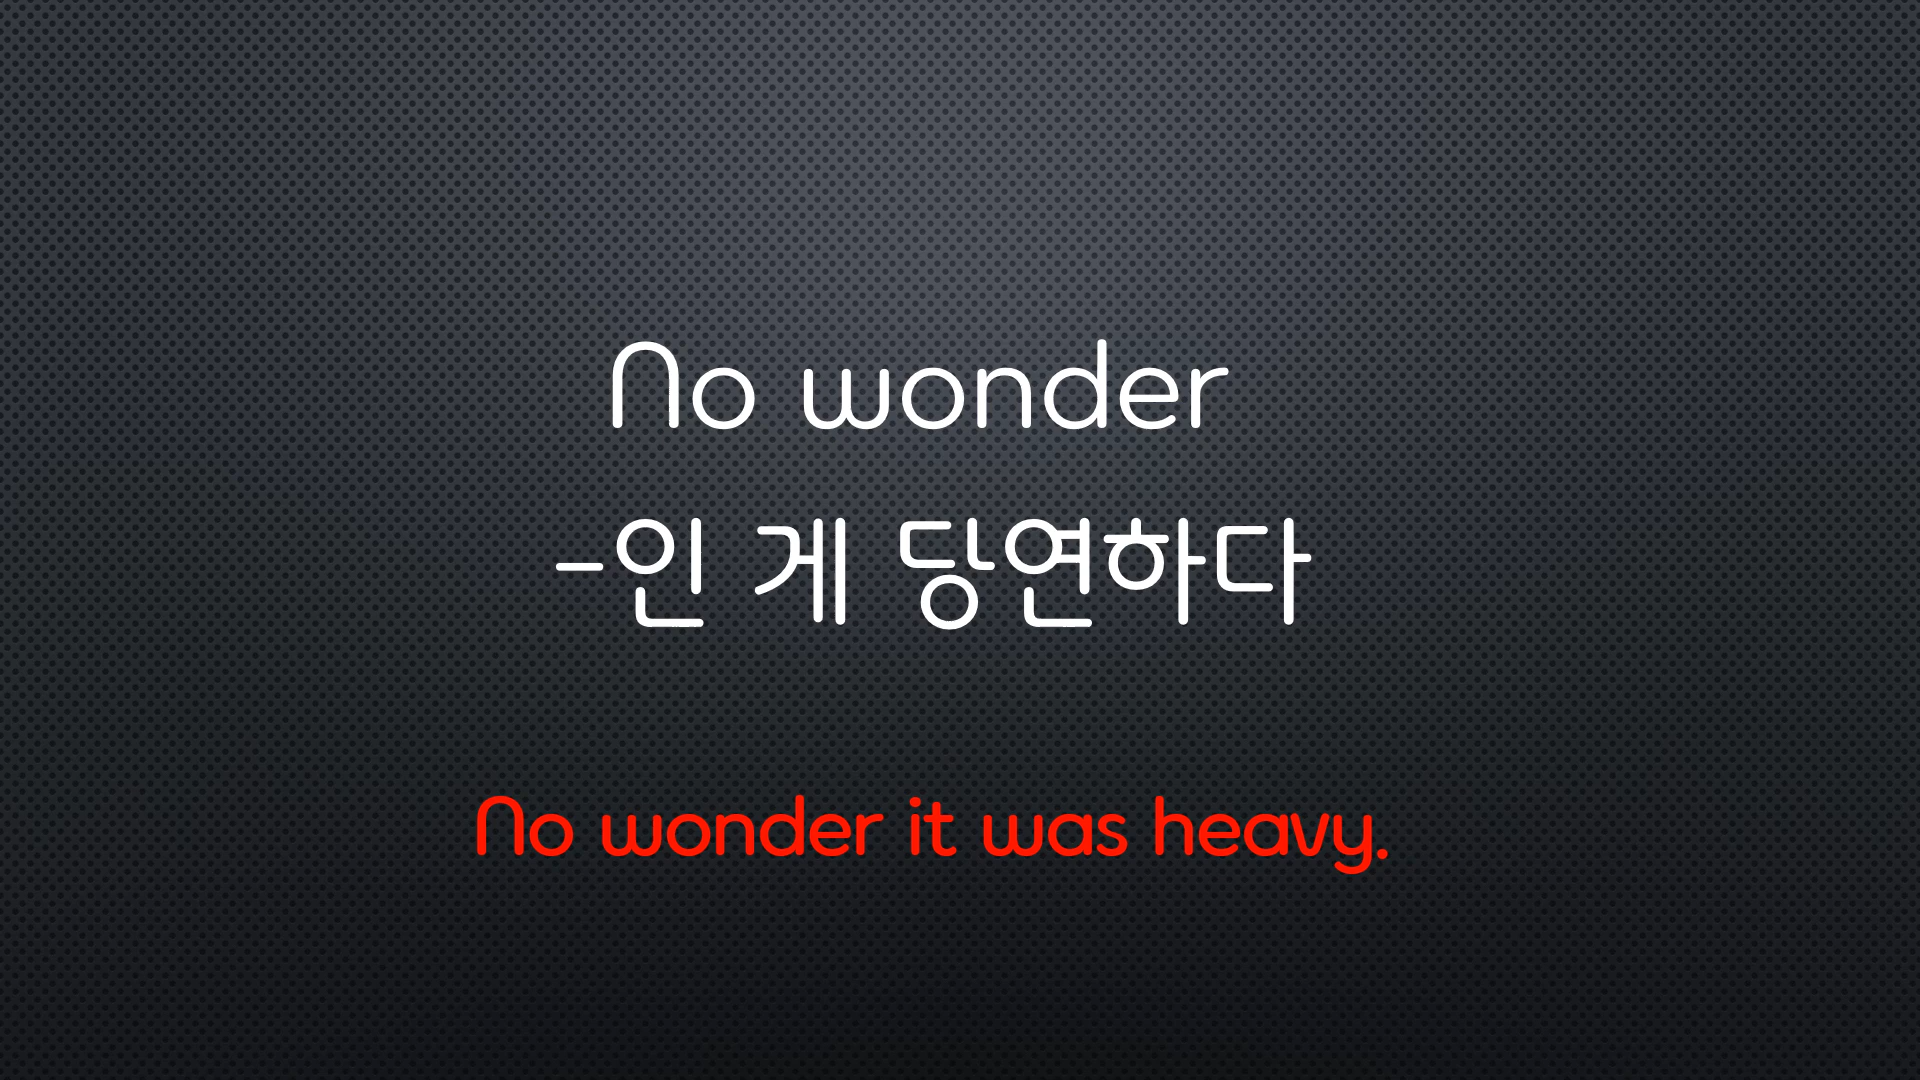 No wonder
-인 게 당연하다
No wonder it was heavy.